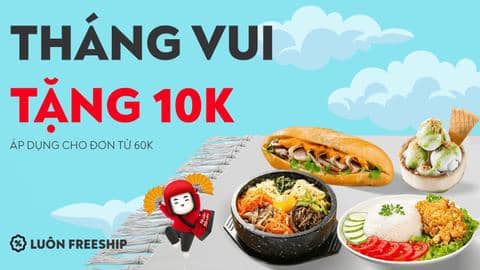 THÁNG VUI
TẶNG 10K
ÁP DỤNG CHO ĐƠN TỪ 60K
LUÔN FREESHIP